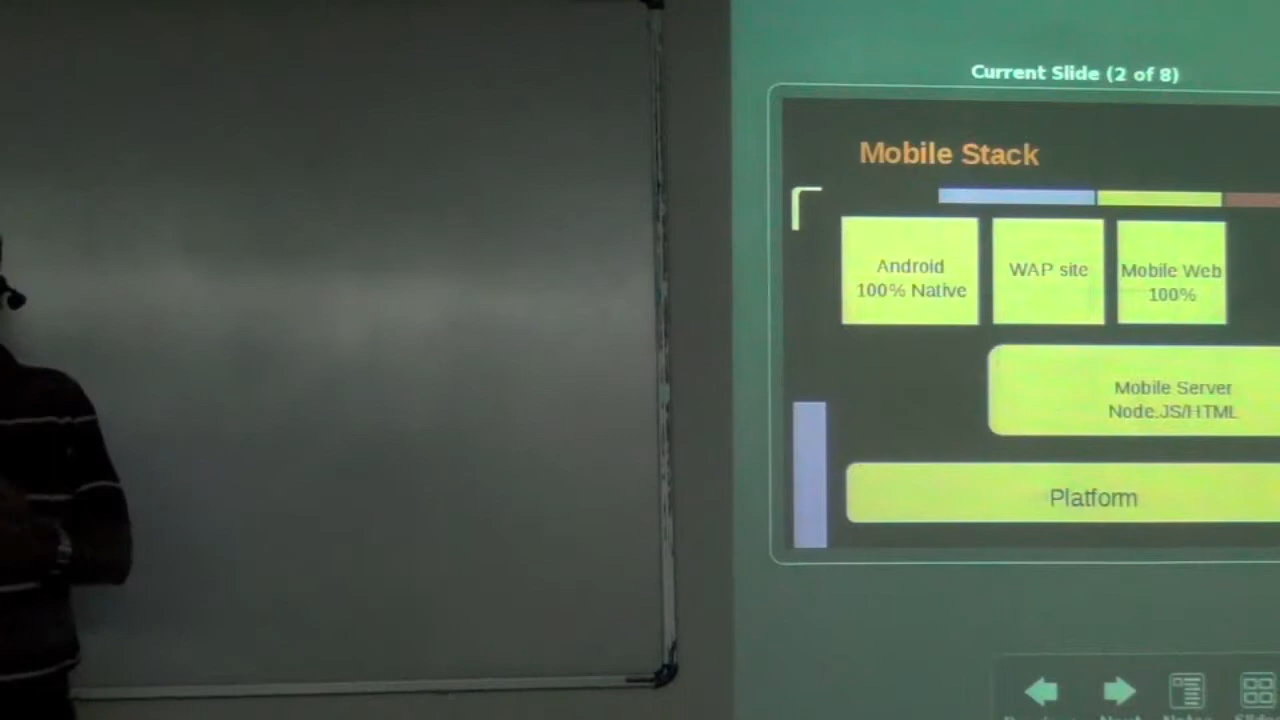 Current Slide (2 of 8)
Mobile Stack
Android
100% Native
WAP site
Mobile Web
100%
Mobile Server
Node.JS/HTML
Platform